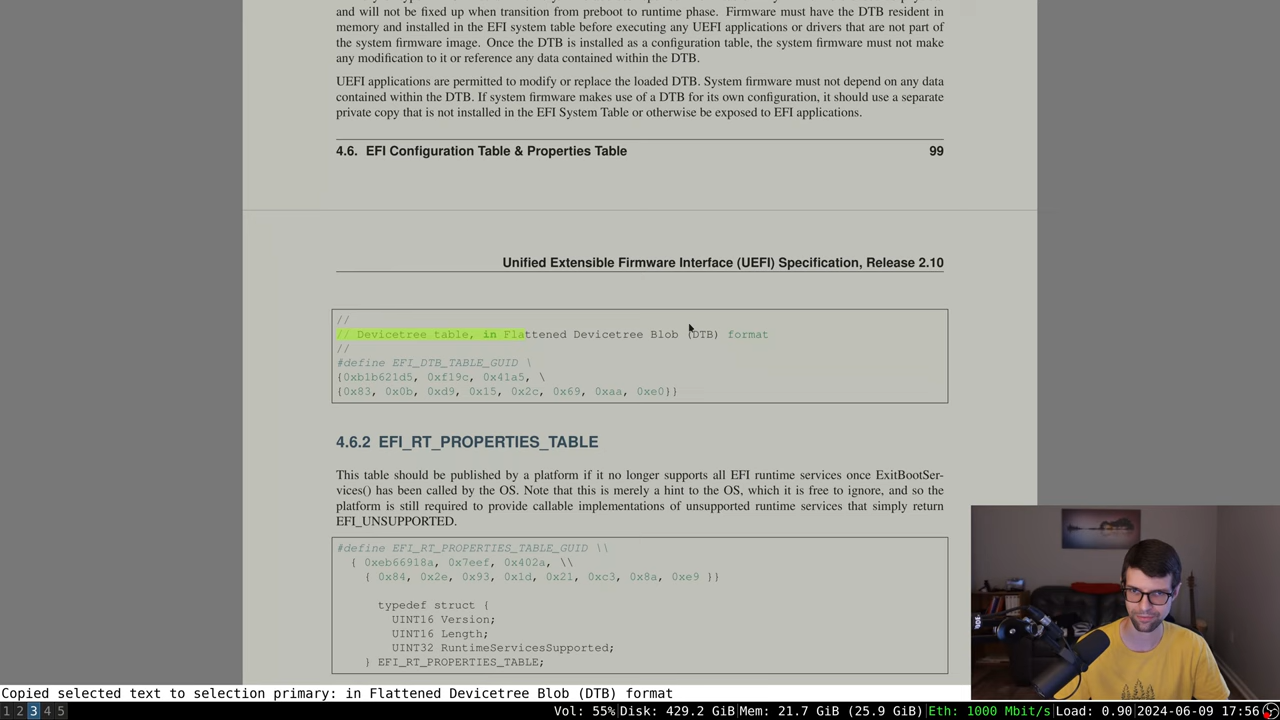 and will not be fixed up when transition from preboot to runtime phase. Firmware must have the DTB resident in
memory and installed in the EFI system table before executing any UEFI applications or drivers that are not part of
the system firmware image. Once the DTB is installed as a configuration table, the system firmware must not make
any modification to it or reference any data contained within the DTB.
UEFI applications are permitted to modify or replace the loaded DTB. System firmware must not depend on any data
contained within the DTB. If system firmware makes use of a DTB for its own configuration, it should use a separate
private copy that is not installed in the EFI System Table or otherwise be exposed to EFI applications.
4.6. EFI Configuration Table & Properties Table 99
Unified Extensible Firmware Interface (UEFI) Specification, Release 2.10
//
// Devicetree table, in Flattened Devicetree Blob (DTB) format
//
#define EFI_DTB_TABLE_GUID \
{0xb1b621d5, 0xf19c, 0x41a5, \
{0x83, 0x0b, 0xd9, 0x15, 0x2c, 0x69, 0xaa, 0xe0}}
4.6.2 EFI_RT_PROPERTIES_TABLE
This table should be published by a platform if it no longer supports all EFI runtime services once ExitBootSer-
vices() has been called by the OS. Note that this is merely a hint to the OS, which it is free to ignore, and so the
platform is still required to provide callable implementations of unsupported runtime services that simply return
EFI_UNSUPPORTED.
#define EFI_RT_PROPERTIES_TABLE_GUID \\
{ 0xeb66918a, 0x7eef, 0x402a, \\
{ 0x84, 0x2e, 0x93, 0x1d, 0x21, 0xc3, 0x8a, 0xe9 }}
typedef struct {
UINT16 Version;
UINT16 Length;
UINT32 RuntimeServicesSupported;
} EFI_RT_PROPERTIES_TABLE;
Copied selected text to selection primary: in Flattened Devicetree Blob (DTB) format
1 2 3 4 5 Vol: 55%|Disk: 429.2 GiB|Mem: 21.7 GiB (25.9 GiB)|Eth: 1000 Mbit/s|Load: 0.90|2024-06-09 17:56